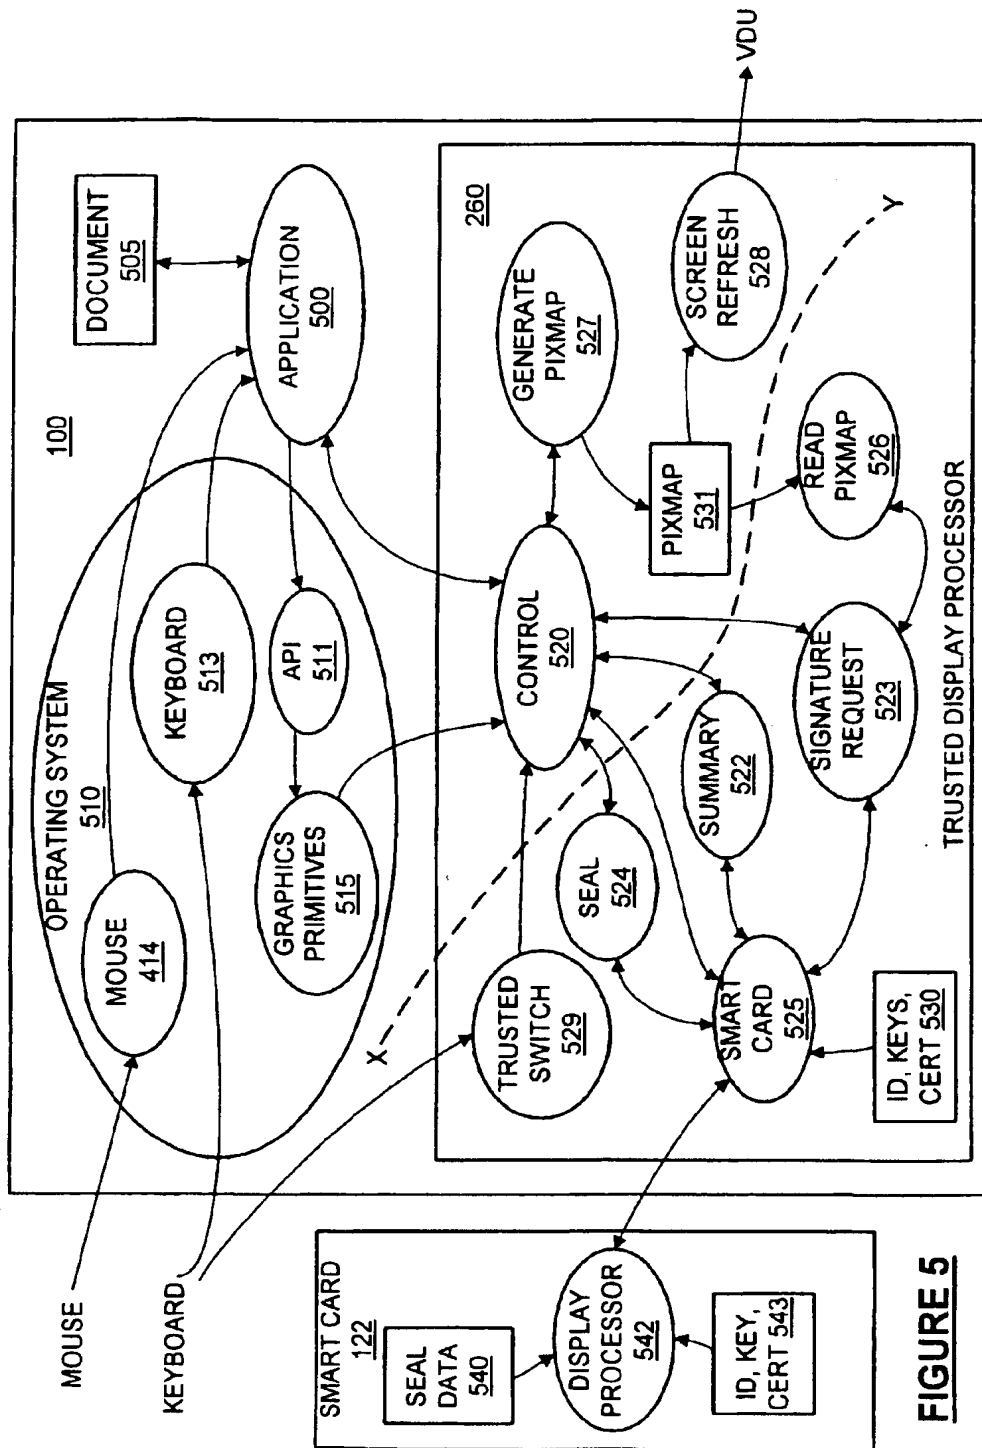 MOUSE
KEYBOARD
100
DOCUMENT
505
OPERATING SYSTEM
510
MOUSE
414
KEYBOARD
513
API
511
GRAPHICS
PRIMITIVES
515
APPLICATION
500
X
260
TRUSTED
SWITCH
529
CONTROL
520
GENERATE
PIXMAP
527
SEAL
524
PIXMAP
531
SCREEN
REFRESH
528
VDU
SUMMARY
522
SMART
CARD
525
SIGNATURE
REQUEST
523
READ
PIXMAP
526
Y
ID, KEYS,
CERT 530
TRUSTED DISPLAY PROCESSOR
SMART CARD
122
SEAL
DATA
540
DISPLAY
PROCESSOR
542
ID, KEY,
CERT 543
FIGURE 5